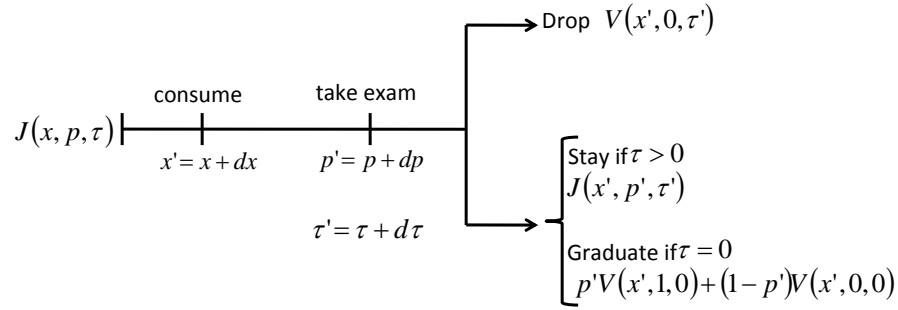 Drop V(x',0,τ')
consume
take exam
J(x, p, τ)
x'= x + dx
p'= p + dp
τ'= τ + dτ
Stay if τ > 0
J(x', p', τ')
Graduate if τ = 0
p'V(x',1,0)+(1− p')V(x',0,0)